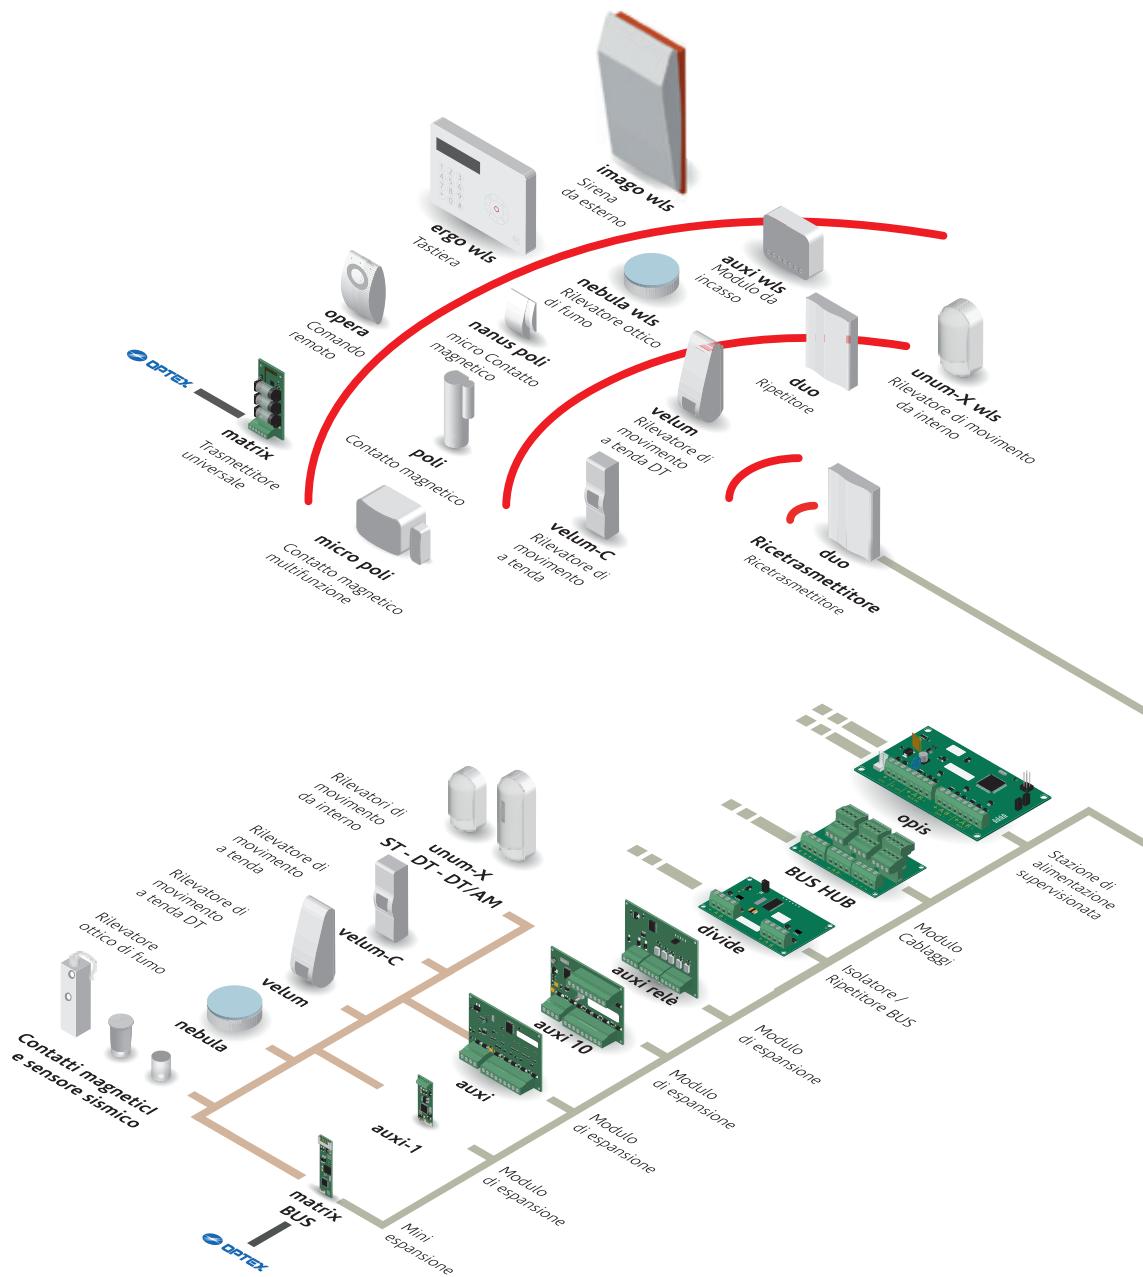 imago wls
Sirena
da esterno
ergo wls
Tastiera
auxi wls
Modulo da
incasso
nebula wls
Rilevatore ottico
di fumo
opera
Comando
remoto
nanus poli
micro Contatto
magnetico
duo
Ripetitore
unum-X wls
Rilevatore di movimento
da interno
OPTEX
matrix
Trasmettitore
universale
velum
Rilevatore di
movimento
a tenda DT
poli
Contatto magnetico
micro poli
Contatto magnetico
multifunzione
velum-C
Rilevatore di
movimento
a tenda
duo
Ricetrasmettitore
Ricetrasmettitore
opis
Stazione di
alimentazione
supervisionata
BUS HUB
Modulo
Cablaggi
divide
Isolatore /
Ripetitore BUS
auxi relè
Modulo
di espansione
auxi 10
Modulo
di espansione
auxi
Modulo
di espansione
auxi-1
Modulo
di espansione
matrix
BUS
Mini
espansione
OPTEX
Rilevatori di
movimento
da interno
unum-X
ST - DT - DT/AM
Rilevatore di
movimento
a tenda
velum-C
Rilevatore di
movimento
a tenda DT
velum
Rilevatore
ottico di fumo
nebula
Contatti magneticI
e sensore sismico